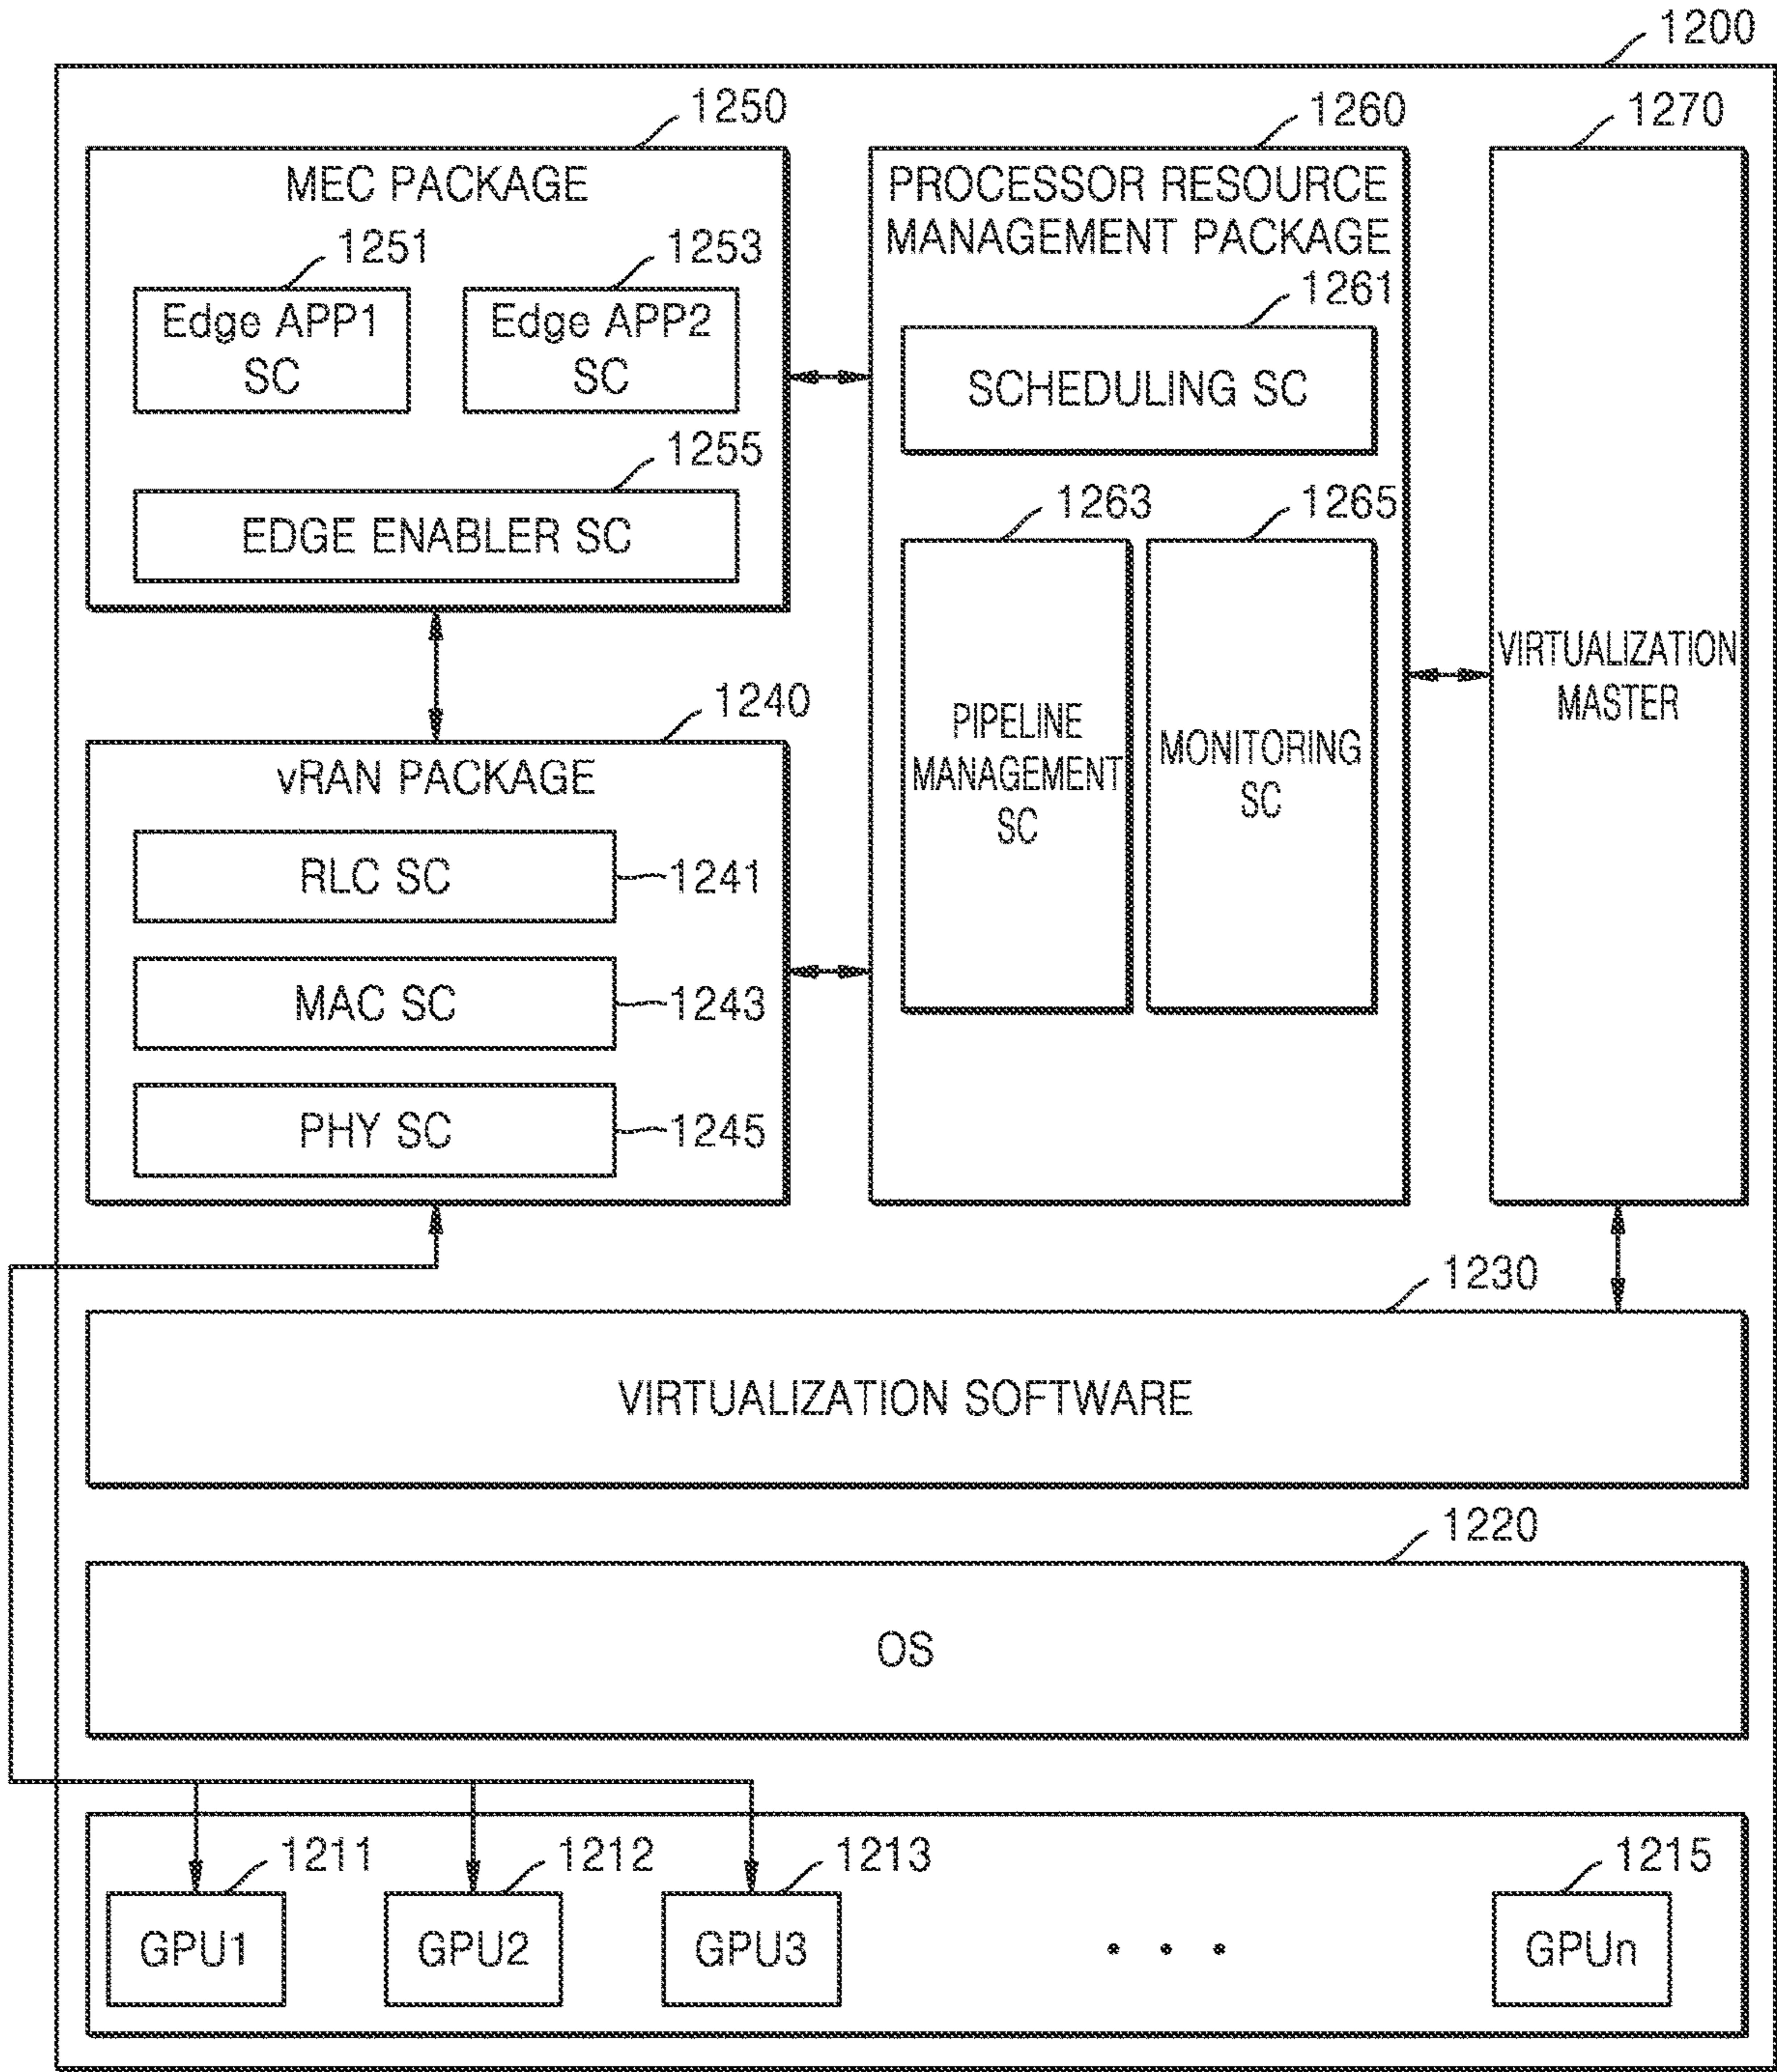 1200
1250
MEC PACKAGE
1251
1253
Edge APP1
SC
Edge APP2
SC
1255
EDGE ENABLER SC
1260
PROCESSOR RESOURCE
MANAGEMENT PACKAGE
1261
SCHEDULING SC
1263
PIPELINE
MANAGEMENT
SC
1265
MONITORING
SC
1270
VIRTUALIZATION
MASTER
1240
vRAN PACKAGE
RLC SC
1241
MAC SC
1243
PHY SC
1245
1230
VIRTUALIZATION SOFTWARE
1220
OS
1211
GPU1
1212
GPU2
1213
GPU3
• • •
1215
GPUn